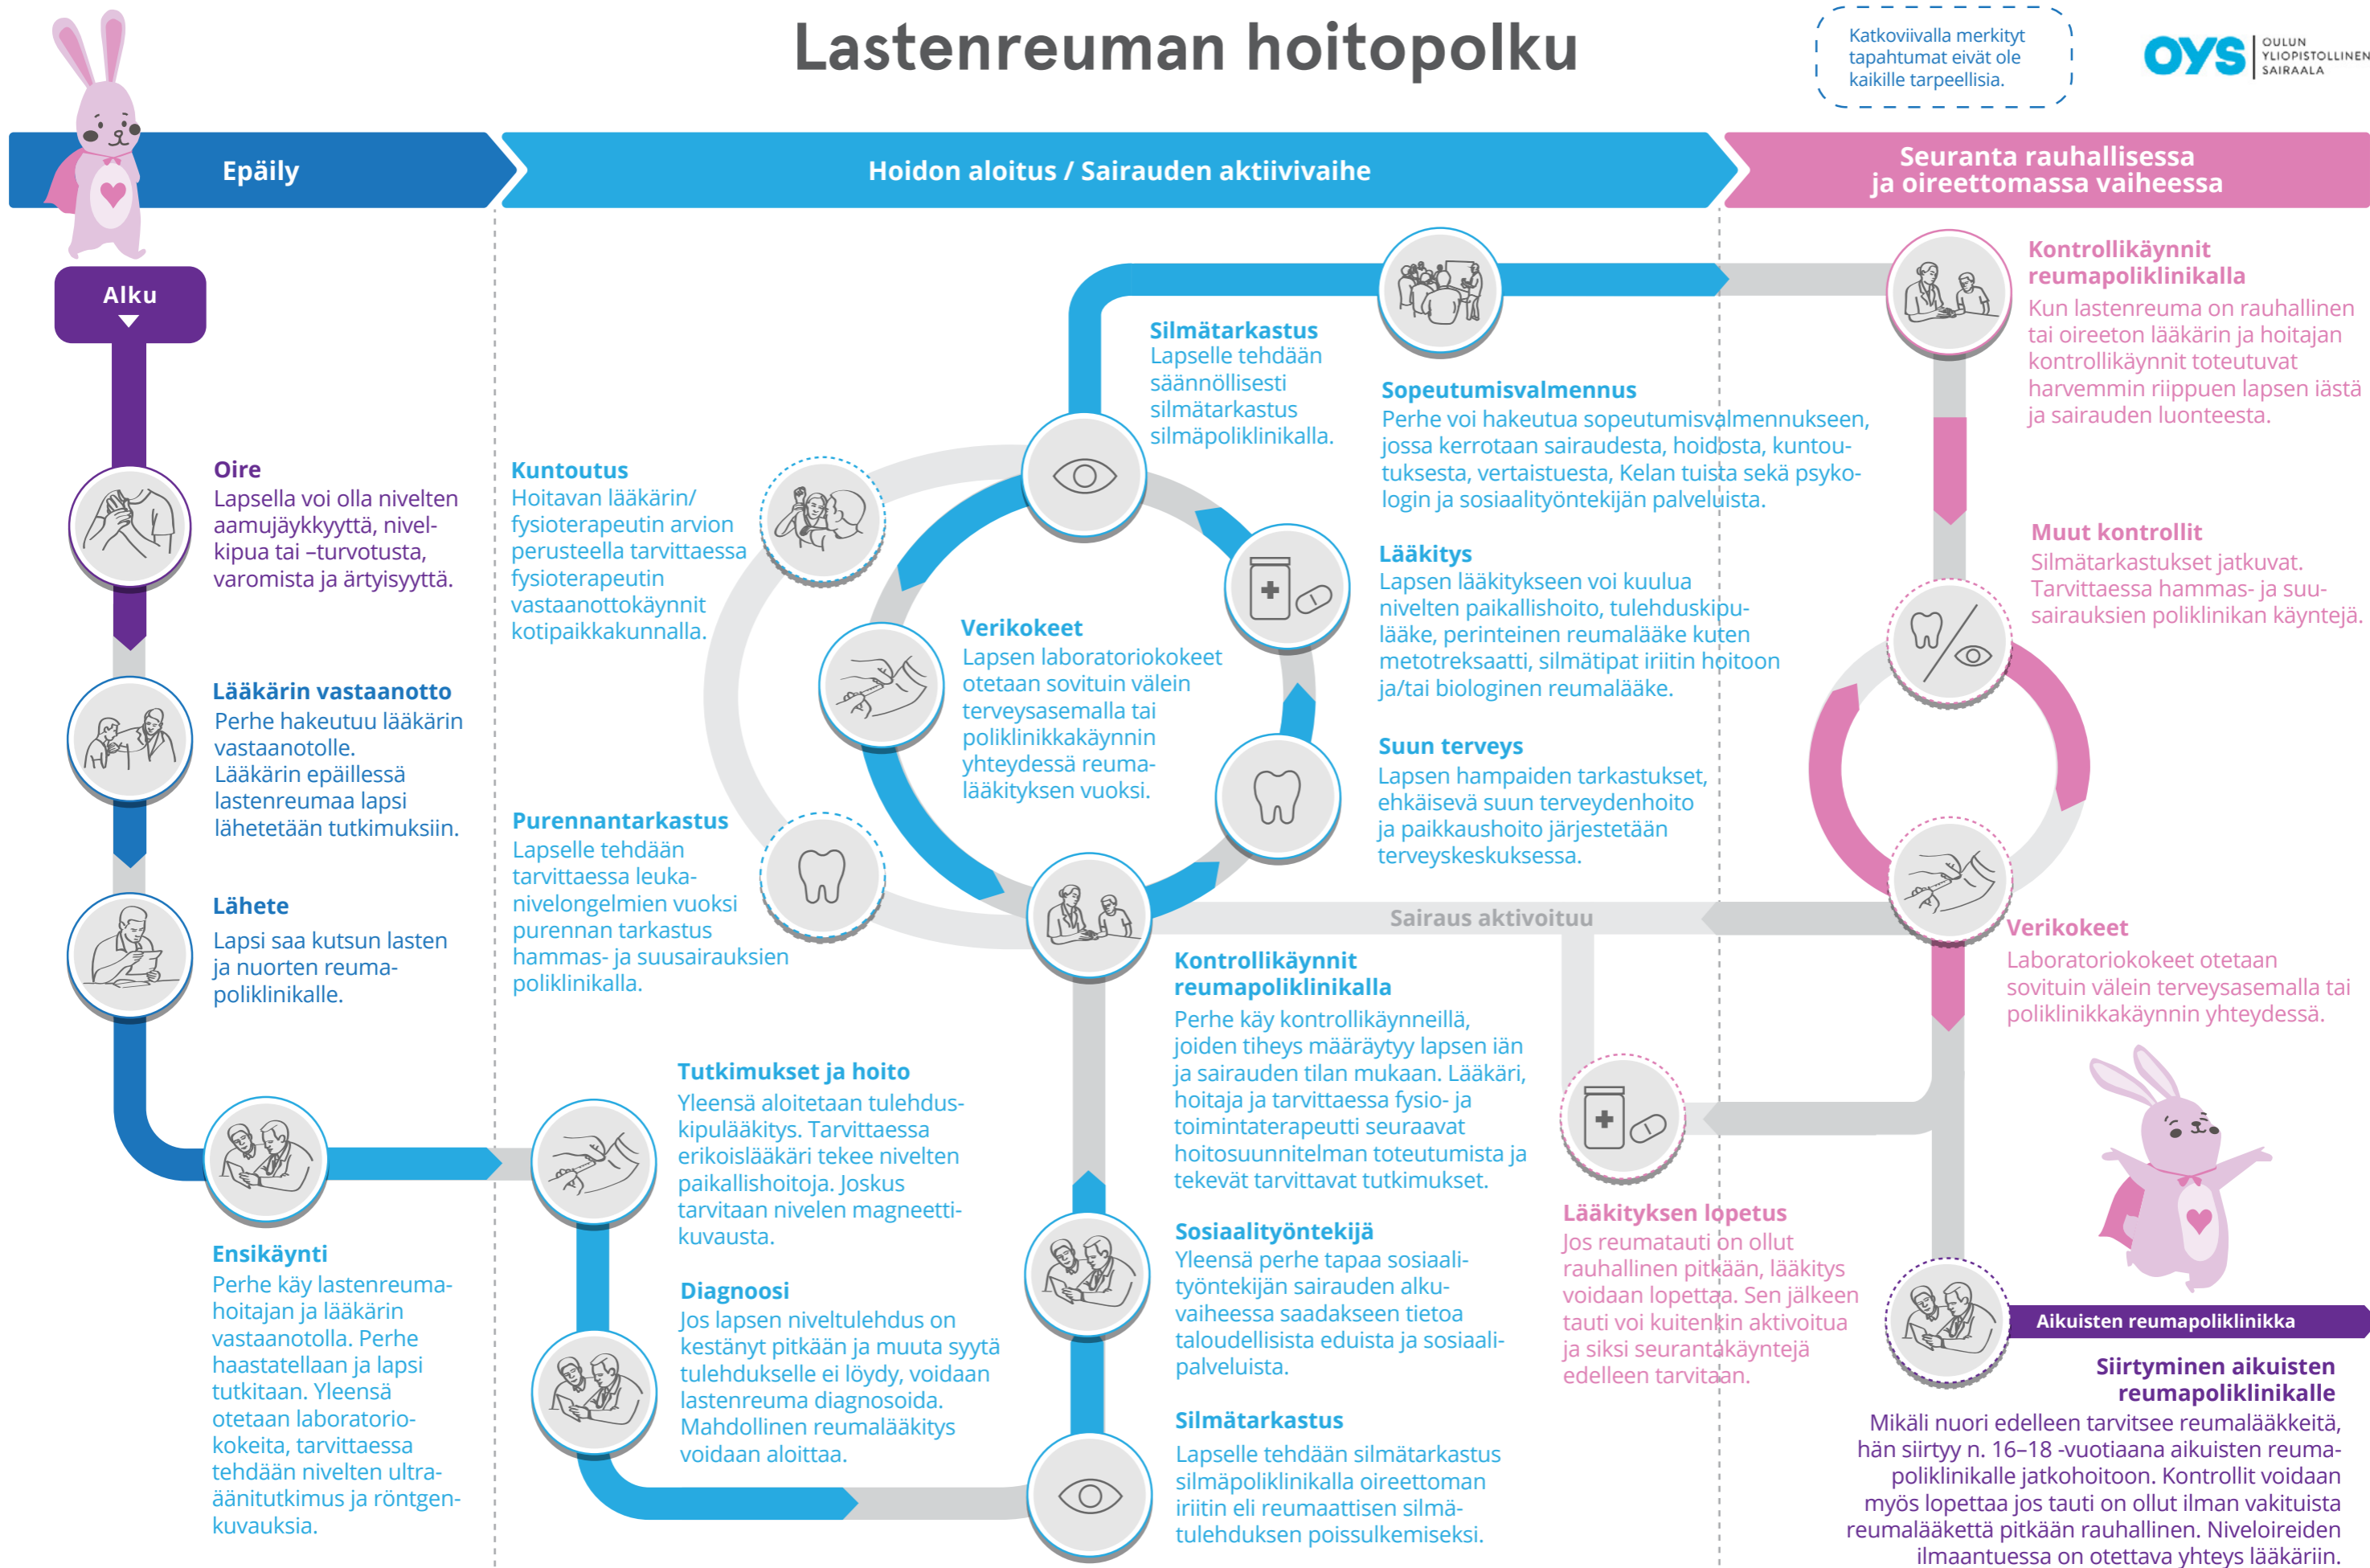 Lastenreuman hoitopolku
Katkoviivalla merkityt
tapahtumat eivät ole
kaikille tarpeellisia.
OYS
OULUN
YLIOPISTOLLINEN
SAIRAALA
Epäily
Hoidon aloitus / Sairauden aktiivivaihe
Seuranta rauhallisessa
ja oireettomassa vaiheessa
Alku
Oire
Lapsella voi olla nivelten
aamujäykkyyttä, nivel-
kipua tai –turvotusta,
varomista ja ärtyisyyttä.
Lääkärin vastaanotto
Perhe hakeutuu lääkärin
vastaanotolle.
Lääkärin epäillessä
lastenreumaa lapsi
lähetetään tutkimuksiin.
Lähete
Lapsi saa kutsun lasten
ja nuorten reuma-
poliklinikalle.
Ensikäynti
Perhe käy lastenreuma-
hoitajan ja lääkärin
vastaanotolla. Perhe
haastatellaan ja lapsi
tutkitaan. Yleensä
otetaan laboratorio-
kokeita, tarvittaessa
tehdään nivelten ultra-
äänitutkimus ja röntgen-
kuvauksia.
Kuntoutus
Hoitavan lääkärin/
fysioterapeutin arvion
perusteella tarvittaessa
fysioterapeutin
vastaanottokäynnit
kotipaikkakunnalla.
Purennantarkastus
Lapselle tehdään
tarvittaessa leuka-
nivelongelmien vuoksi
purennan tarkastus
hammas- ja suusairauksien
poliklinikalla.
Tutkimukset ja hoito
Yleensä aloitetaan tulehdus-
kipulääkitys. Tarvittaessa
erikoislääkäri tekee nivelten
paikallishoitoja. Joskus
tarvitaan nivelen magneetti-
kuvausta.
Diagnoosi
Jos lapsen niveltulehdus on
kestänyt pitkään ja muuta syytä
tulehdukselle ei löydy, voidaan
lastenreuma diagnosoida.
Mahdollinen reumalääkitys
voidaan aloittaa.
Silmätarkastus
Lapselle tehdään
säännöllisesti
silmätarkastus
silmäpoliklinikalla.
Verikokeet
Lapsen laboratoriokokeet
otetaan sovituin välein
terveysasemalla tai
poliklinikkakäynnin
yhteydessä reuma-
lääkityksen vuoksi.
Sopeutumisvalmennus
Perhe voi hakeutua sopeutumisvalmennukseen,
jossa kerrotaan sairaudesta, hoidosta, kuntou-
tuksesta, vertaistuesta, Kelan tuista sekä psyko-
login ja sosiaalityöntekijän palveluista.
Lääkitys
Lapsen lääkitykseen voi kuulua
nivelten paikallishoito, tulehduskipu-
lääke, perinteinen reumalääke kuten
metotreksaatti, silmätipat iriitin hoitoon
ja/tai biologinen reumalääke.
Suun terveys
Lapsen hampaiden tarkastukset,
ehkäisevä suun terveydenhoito
ja paikkaushoito järjestetään
terveyskeskuksessa.
Sairaus aktivoituu
Kontrollikäynnit
reumapoliklinikalla
Perhe käy kontrollikäynneillä,
joiden tiheys määräytyy lapsen iän
ja sairauden tilan mukaan. Lääkäri,
hoitaja ja tarvittaessa fysio- ja
toimintaterapeutti seuraavat
hoitosuunnitelman toteutumista ja
tekevät tarvittavat tutkimukset.
Sosiaalityöntekijä
Yleensä perhe tapaa sosiaali-
työntekijän sairauden alku-
vaiheessa saadakseen tietoa
taloudellisista eduista ja sosiaali-
palveluista.
Silmätarkastus
Lapselle tehdään silmätarkastus
silmäpoliklinikalla oireettoman
iriitin eli reumaattisen silmä-
tulehduksen poissulkemiseksi.
Kontrollikäynnit
reumapoliklinikalla
Kun lastenreuma on rauhallinen
tai oireeton lääkärin ja hoitajan
kontrollikäynnit toteutuvat
harvemmin riippuen lapsen iästä
ja sairauden luonteesta.
Muut kontrollit
Silmätarkastukset jatkuvat.
Tarvittaessa hammas- ja suu-
sairauksien poliklinikan käyntejä.
Verikokeet
Laboratoriokokeet otetaan
sovituin välein terveysasemalla tai
poliklinikkakäynnin yhteydessä.
Lääkityksen lopetus
Jos reumatauti on ollut
rauhallinen pitkään, lääkitys
voidaan lopettaa. Sen jälkeen
tauti voi kuitenkin aktivoitua
ja siksi seurantakäyntejä
edelleen tarvitaan.
Aikuisten reumapoliklinikka
Siirtyminen aikuisten
reumapoliklinikalle
Mikäli nuori edelleen tarvitsee reumalääkkeitä,
hän siirtyy n. 16–18 -vuotiaana aikuisten reuma-
poliklinikalle jatkohoitoon. Kontrollit voidaan
myös lopettaa jos tauti on ollut ilman vakituista
reumalääkettä pitkään rauhallinen. Niveloireiden
ilmaantuessa on otettava yhteys lääkäriin.